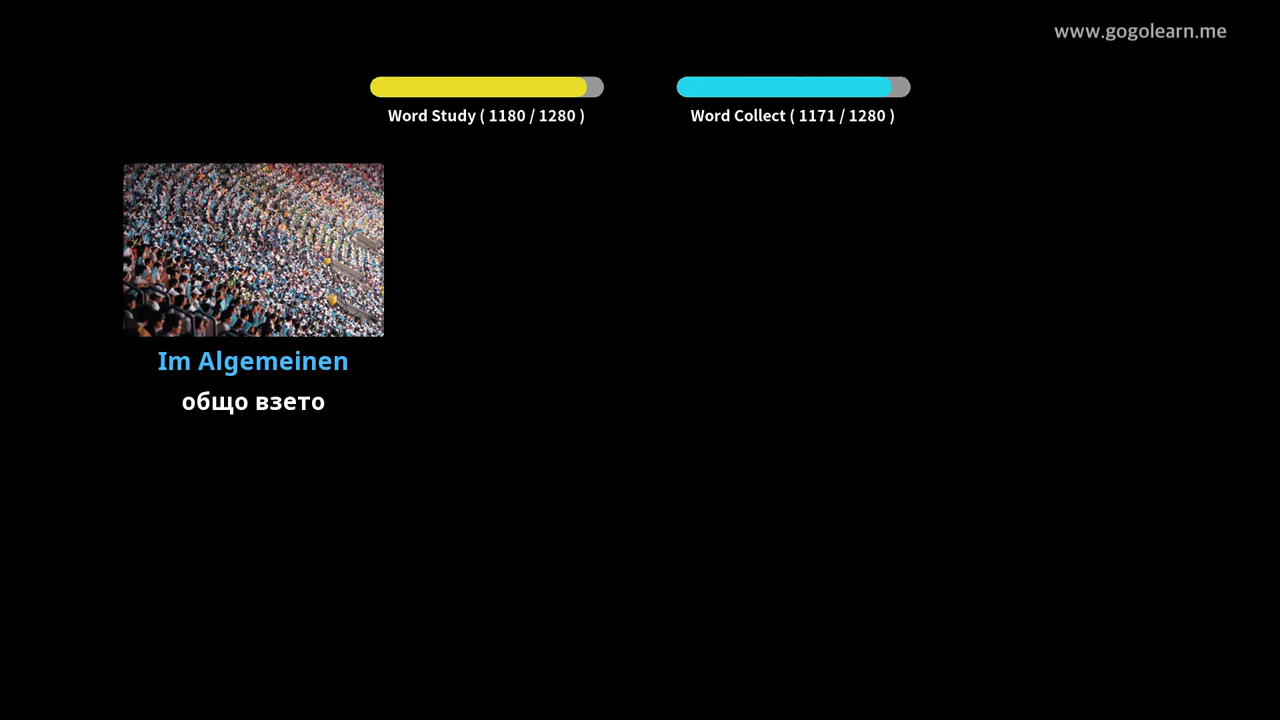 www.gogolearn.me
Word Study ( 1180 / 1280 )
Word Collect ( 1171 / 1280 )
Im Algemeinen
общо взето